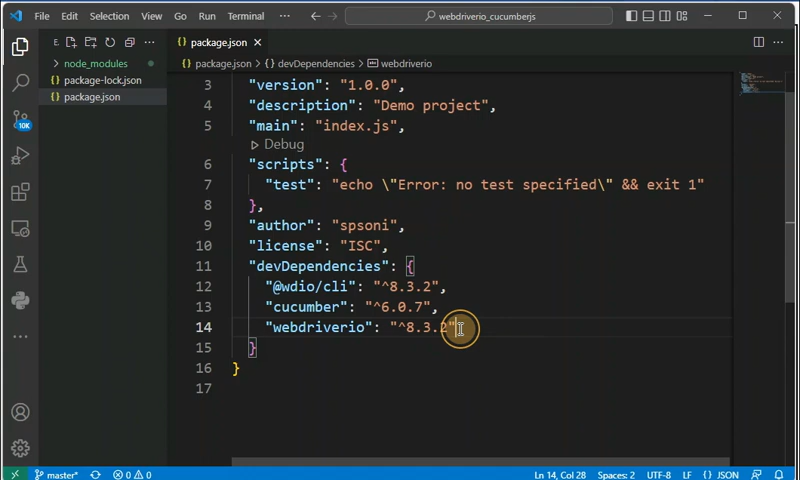 File Edit Selection View Go Run Terminal ··· webdriverio_cucumberjs
E.
package.json
node_modules
package-lock.json
package.json
10K
package.json > devDependencies > webdriverio
3 "version": "1.0.0",
4 "description": "Demo project",
5 "main": "index.js",
Debug
6 "scripts": {
7 "test": "echo \"Error: no test specified\" && exit 1"
8 },
9 "author": "spsoni",
10 "license": "ISC",
11 "devDependencies": {
12 "@wdio/cli": "^8.3.2",
13 "cucumber": "^6.0.7",
14 "webdriverio": "^8.3.2"
15 }
16 }
17
master* 0 0 Ln 14, Col 28 Spaces: 2 UTF-8 LF {} JSON